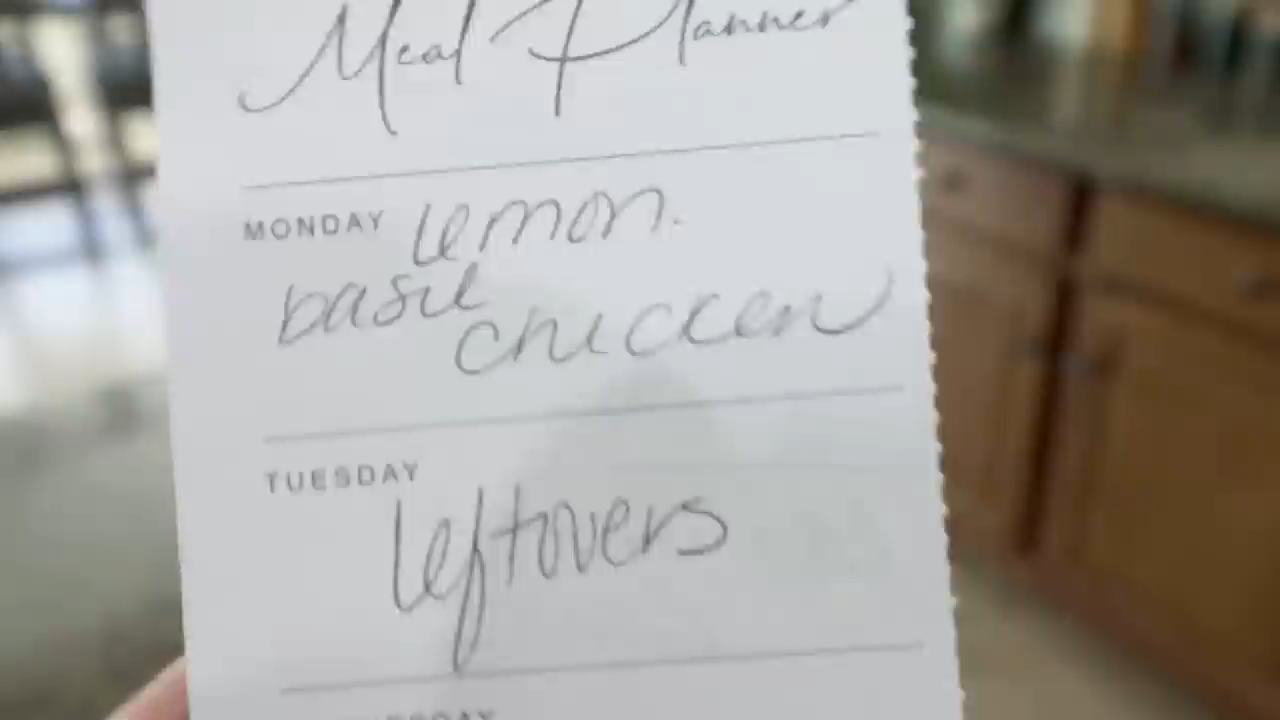 Meal Planner
MONDAY lemon
basil
chicken
TUESDAY
leftovers